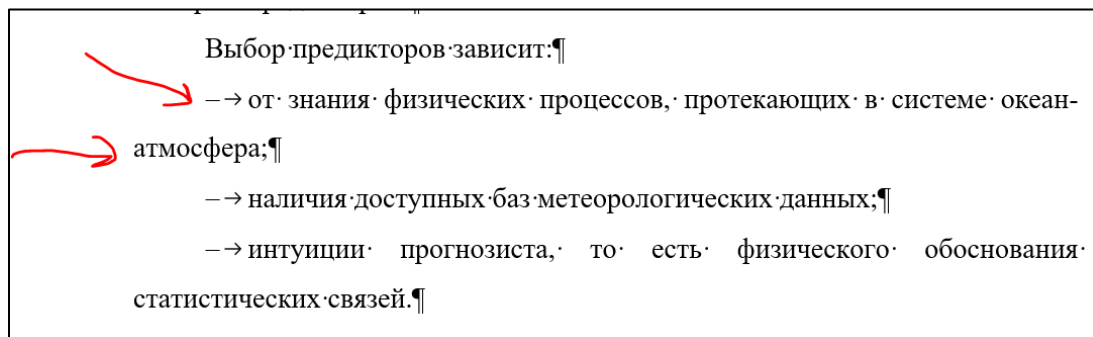 Выбор·предикторов·зависит:¶
–→от· знания· физических· процессов,· протекающих· в· системе· океан-
атмосфера;¶
–→наличия·доступных·баз·метеорологических·данных;¶
–→интуиции· прогнозиста,· то· есть· физического· обоснования·
статистических·связей.¶